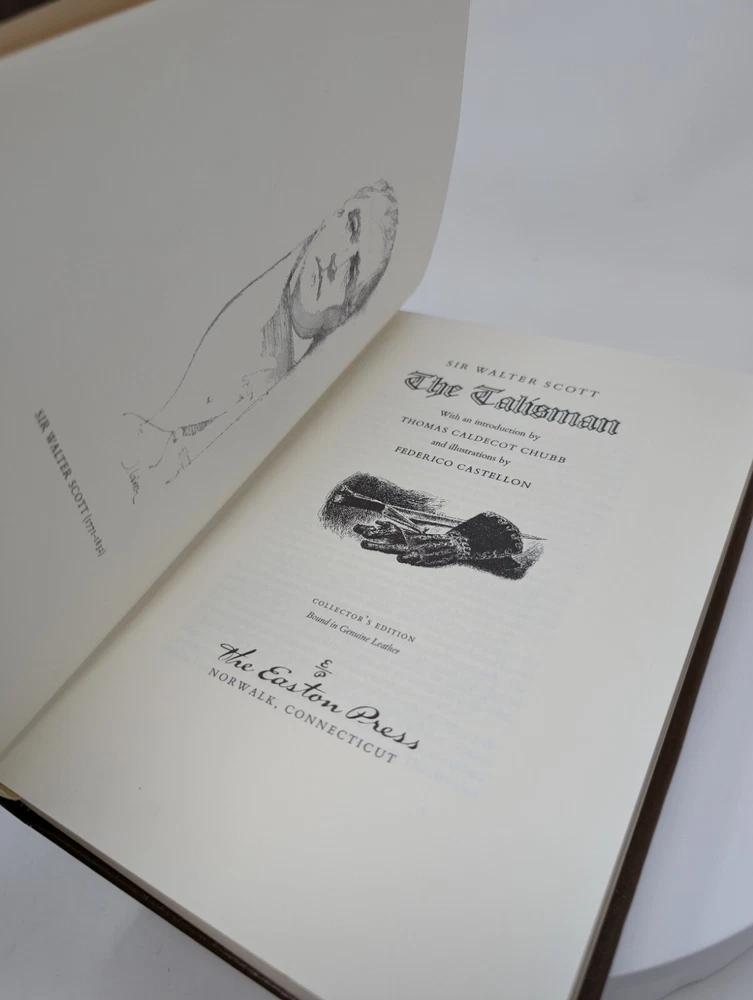 SIR WALTER SCOTT (1771-1832)
SIR WALTER SCOTT
The Talisman
With an introduction by
THOMAS CALDECOT CHUBB
and illustrations by
FEDERICO CASTELLON
COLLECTOR'S EDITION
Bound in Genuine Leather
E
P
The Easton Press
NORWALK, CONNECTICUT